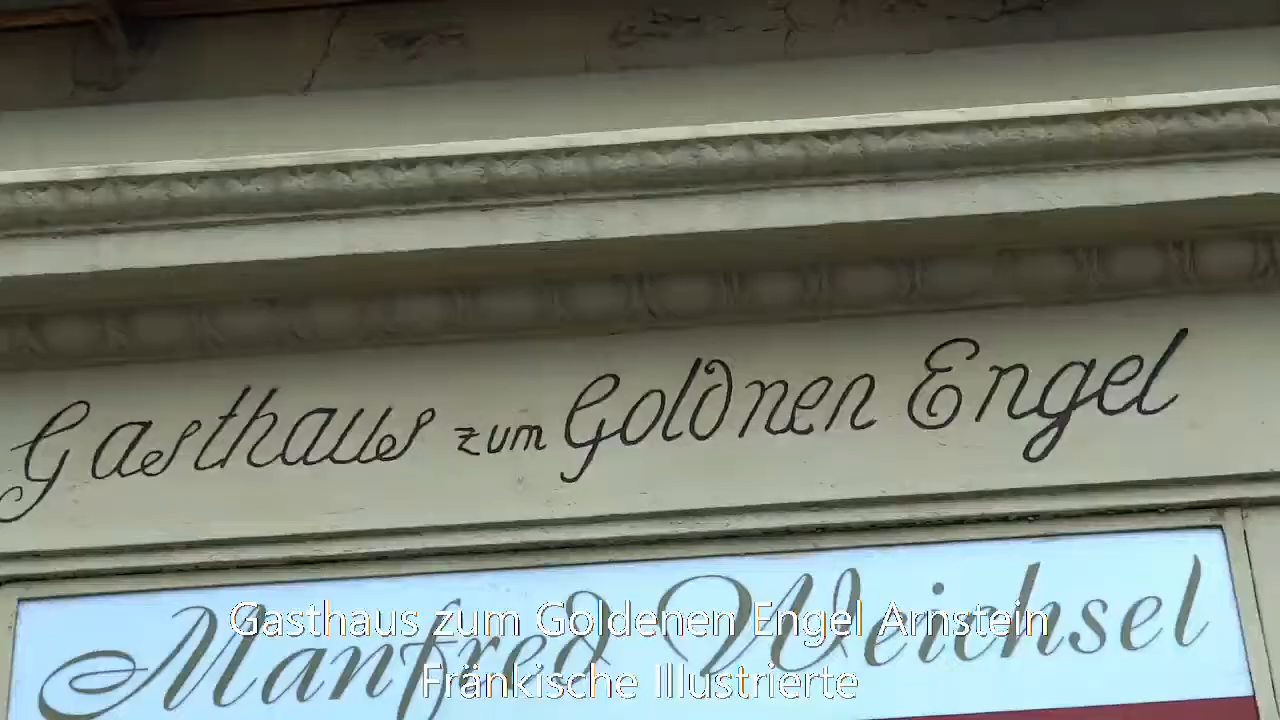 Gasthaus zum Goldnen Engel
Manfred Weichsel
Gasthaus zum Goldenen Engel Arnstein
Fränkische Illustrierte